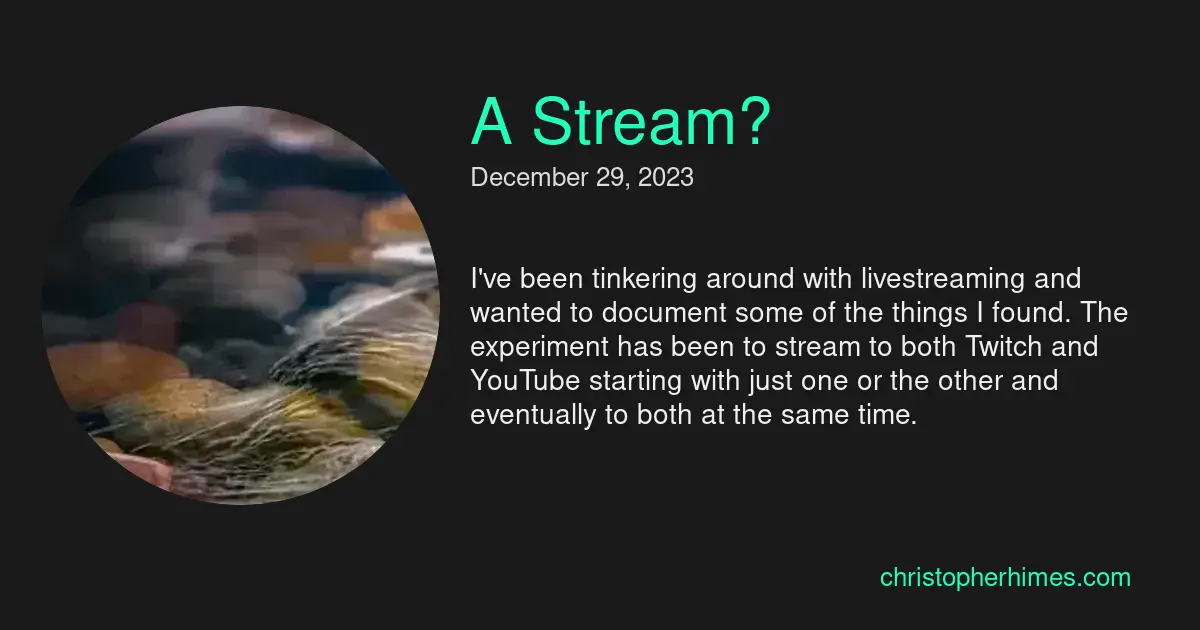 A Stream?
December 29, 2023
I've been tinkering around with livestreaming and
wanted to document some of the things I found. The
experiment has been to stream to both Twitch and
YouTube starting with just one or the other and
eventually to both at the same time.
christopherhimes.com